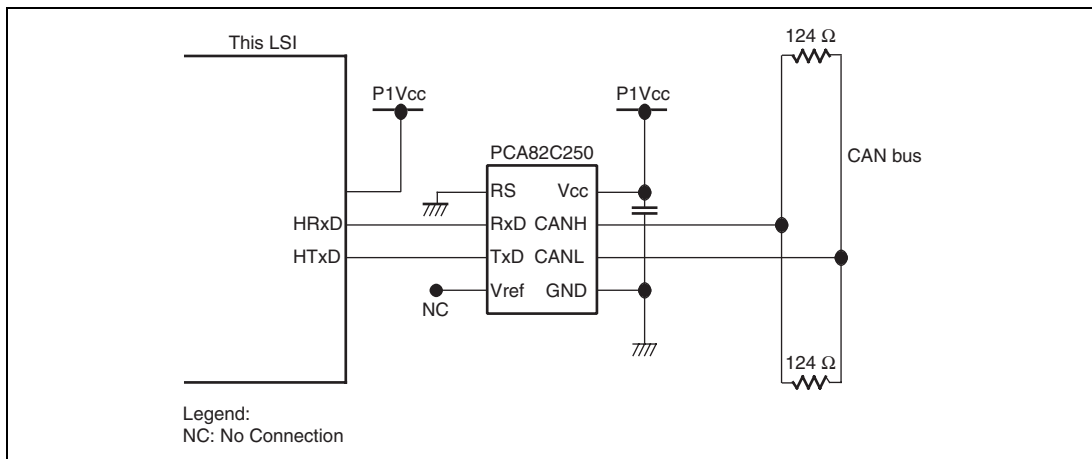 124 Ω
This LSI
P1Vcc
P1Vcc
PCA82C250
CAN bus
RS
Vcc
HRxD
RxD
CANH
HTxD
TxD
CANL
Vref
GND
NC
124 Ω
Legend:
NC: No Connection